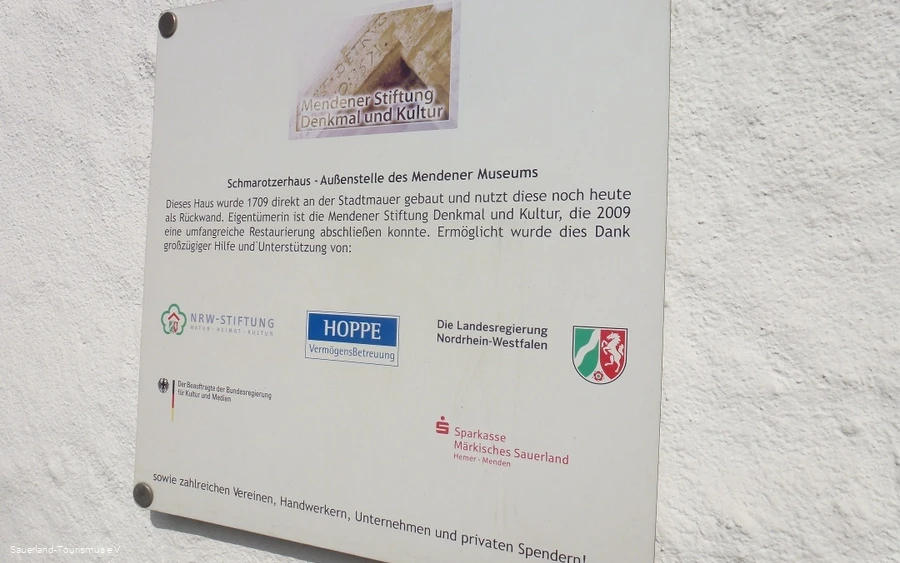 Mendener Stiftung
Denkmal und Kultur
Schmarotzerhaus - Außenstelle des Mendener Museums
Dieses Haus wurde 1709 direkt an der Stadtmauer gebaut und nutzt diese noch heute
als Rückwand. Eigentümerin ist die Mendener Stiftung Denkmal und Kultur, die 2009
eine umfangreiche Restaurierung abschließen konnte. Ermöglicht wurde dies Dank
großzügiger Hilfe und Unterstützung von:
NRW-STIFTUNG
NATUR · HEIMAT · KULTUR
HOPPE
VermögensBetreuung
Die Landesregierung
Nordrhein-Westfalen
Der Beauftragte der Bundesregierung
für Kultur und Medien
Sparkasse
Märkisches Sauerland
Hemer - Menden
sowie zahlreichen Vereinen, Handwerkern, Unternehmen und privaten Spendern!
Sauerland-Tourismus e.V.